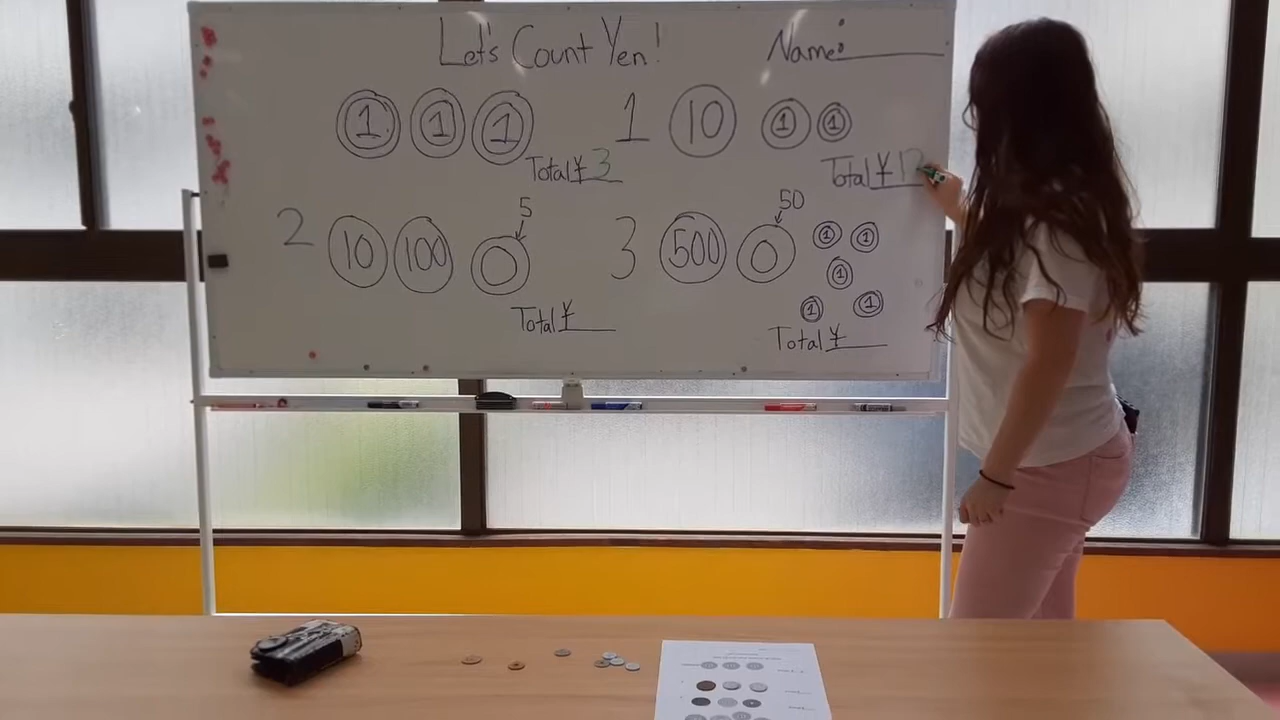 Let's Count Yen!
Name:
1 1 1
Total ¥ 3
1 10 1 1
Total ¥ 12
5
2 10 100
Total ¥
50
3 500 1 1 1 1 1
Total ¥